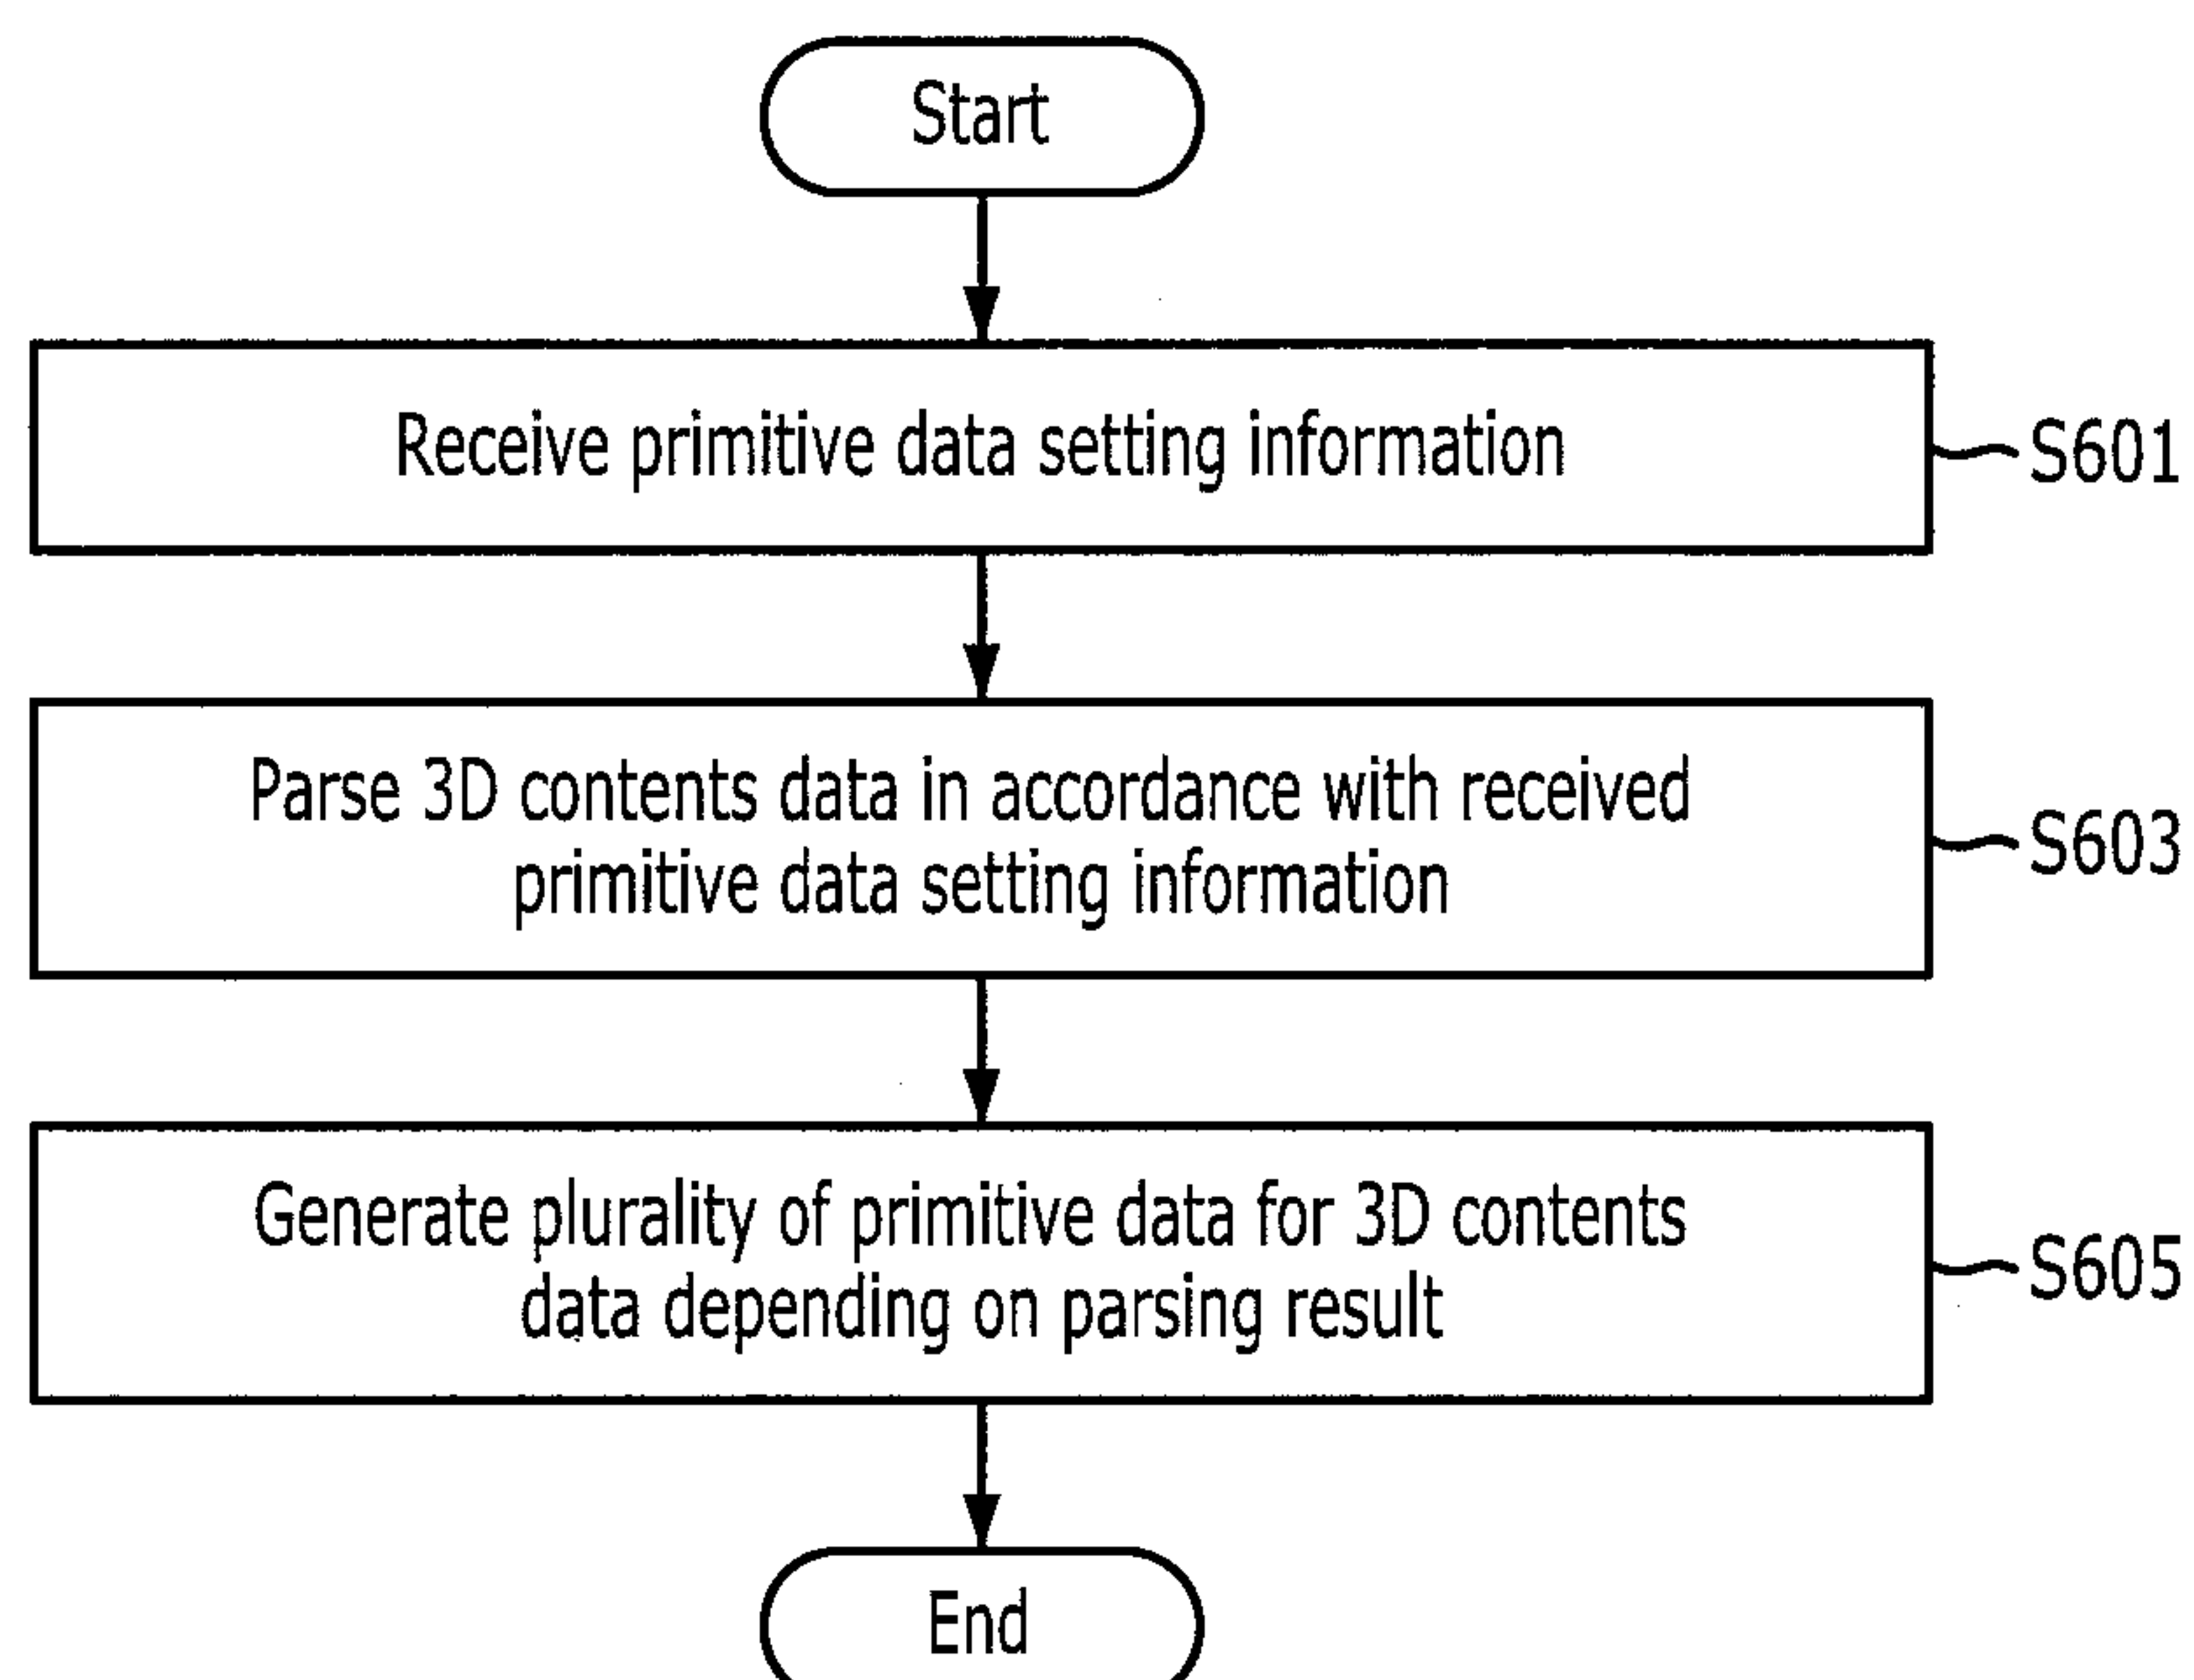 Start
Receive primitive data setting information
S601
Parse 3D contents data in accordance with received
primitive data setting information
S603
Generate plurality of primitive data for 3D contents
data depending on parsing result
S605
End